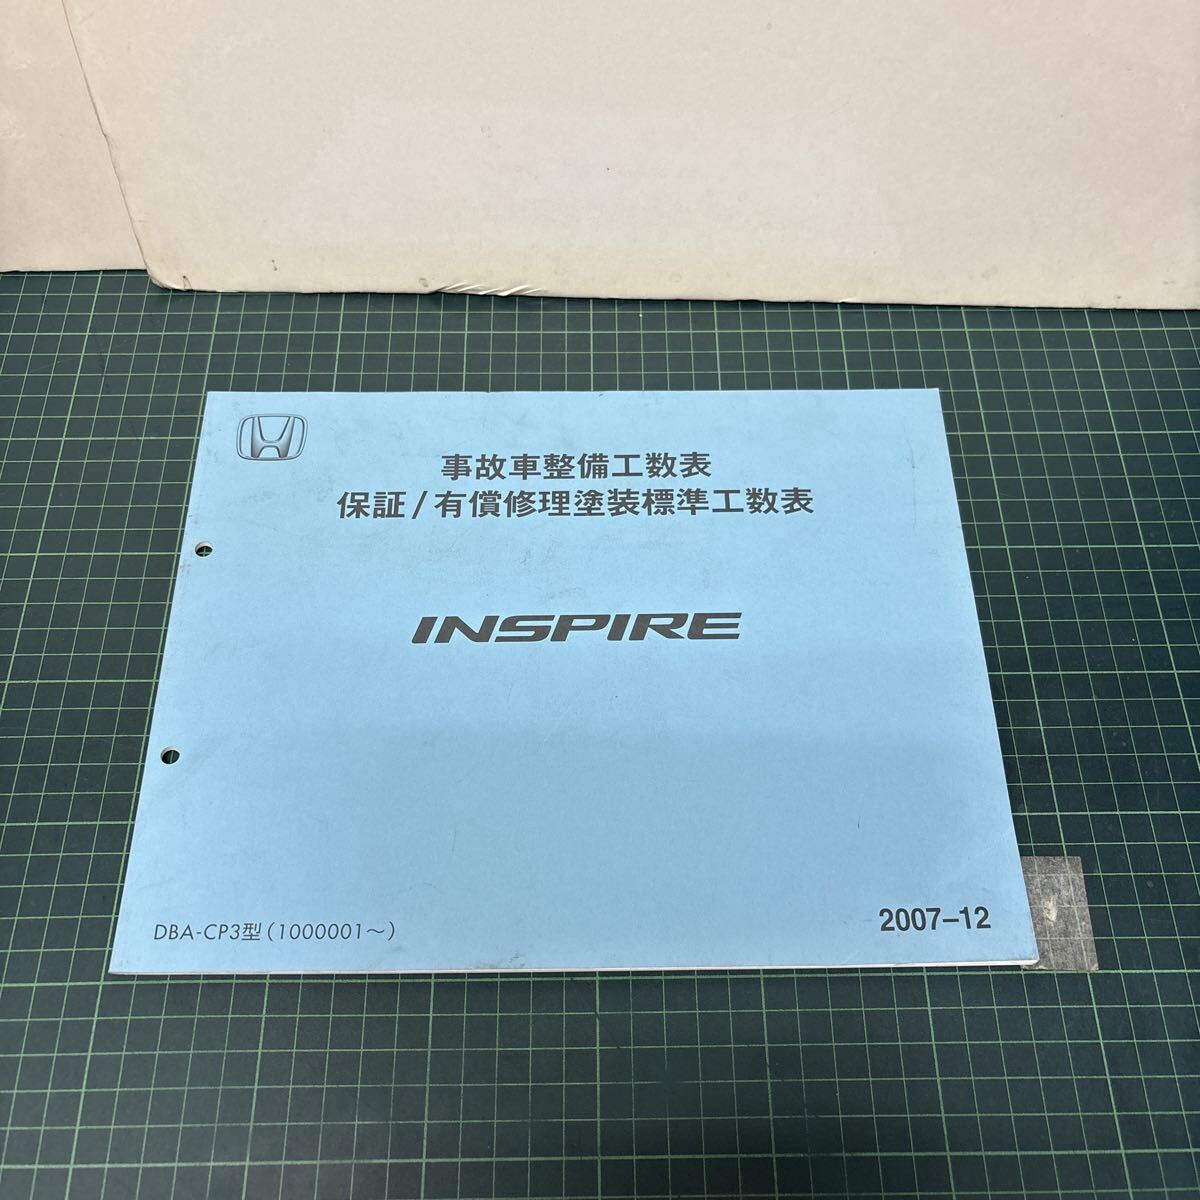 事故車整備工数表
保証/有償修理塗装標準工数表
INSPIRE
DBA-CP3型(1000001～)
2007-12